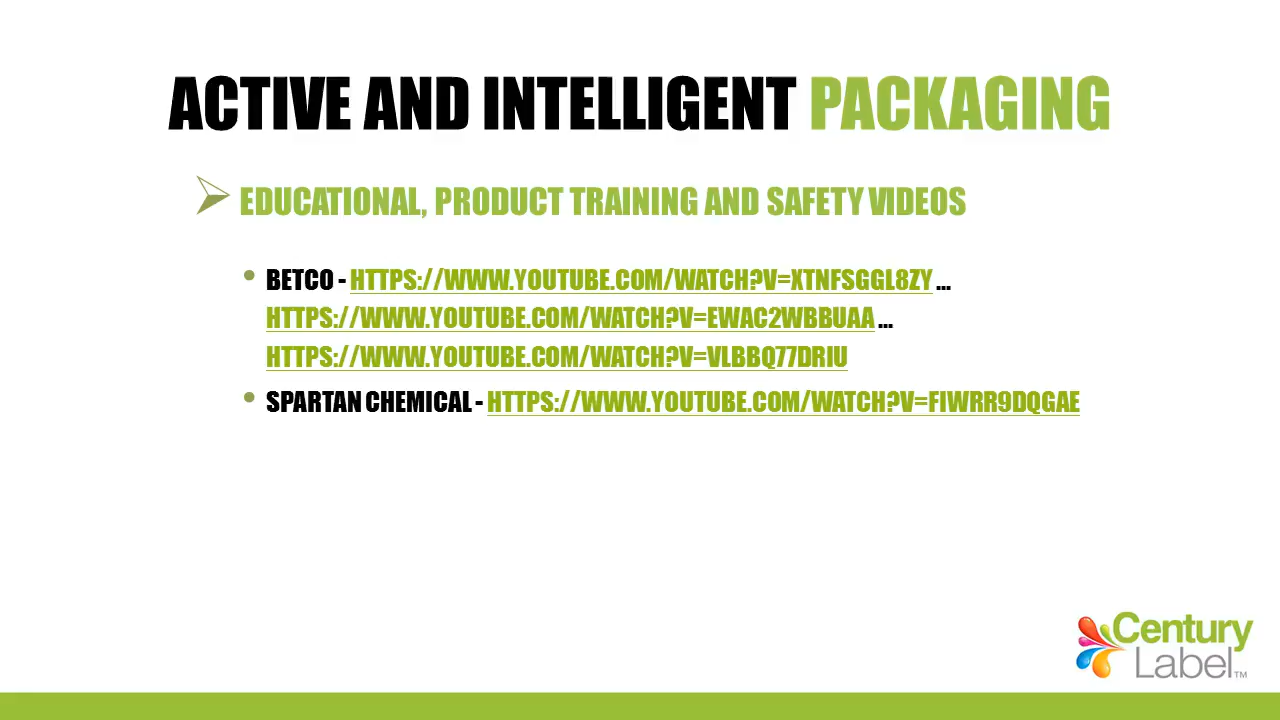 ACTIVE AND INTELLIGENT PACKAGING
EDUCATIONAL, PRODUCT TRAINING AND SAFETY VIDEOS
• BETCO - HTTPS://WWW.YOUTUBE.COM/WATCH?V=XTNFSGGL8ZY ...
HTTPS://WWW.YOUTUBE.COM/WATCH?V=EWAC2WBBUAA ...
HTTPS://WWW.YOUTUBE.COM/WATCH?V=VLBBQ77DRIU
• SPARTAN CHEMICAL - HTTPS://WWW.YOUTUBE.COM/WATCH?V=FIWRR9DQGAE
Century
Label™